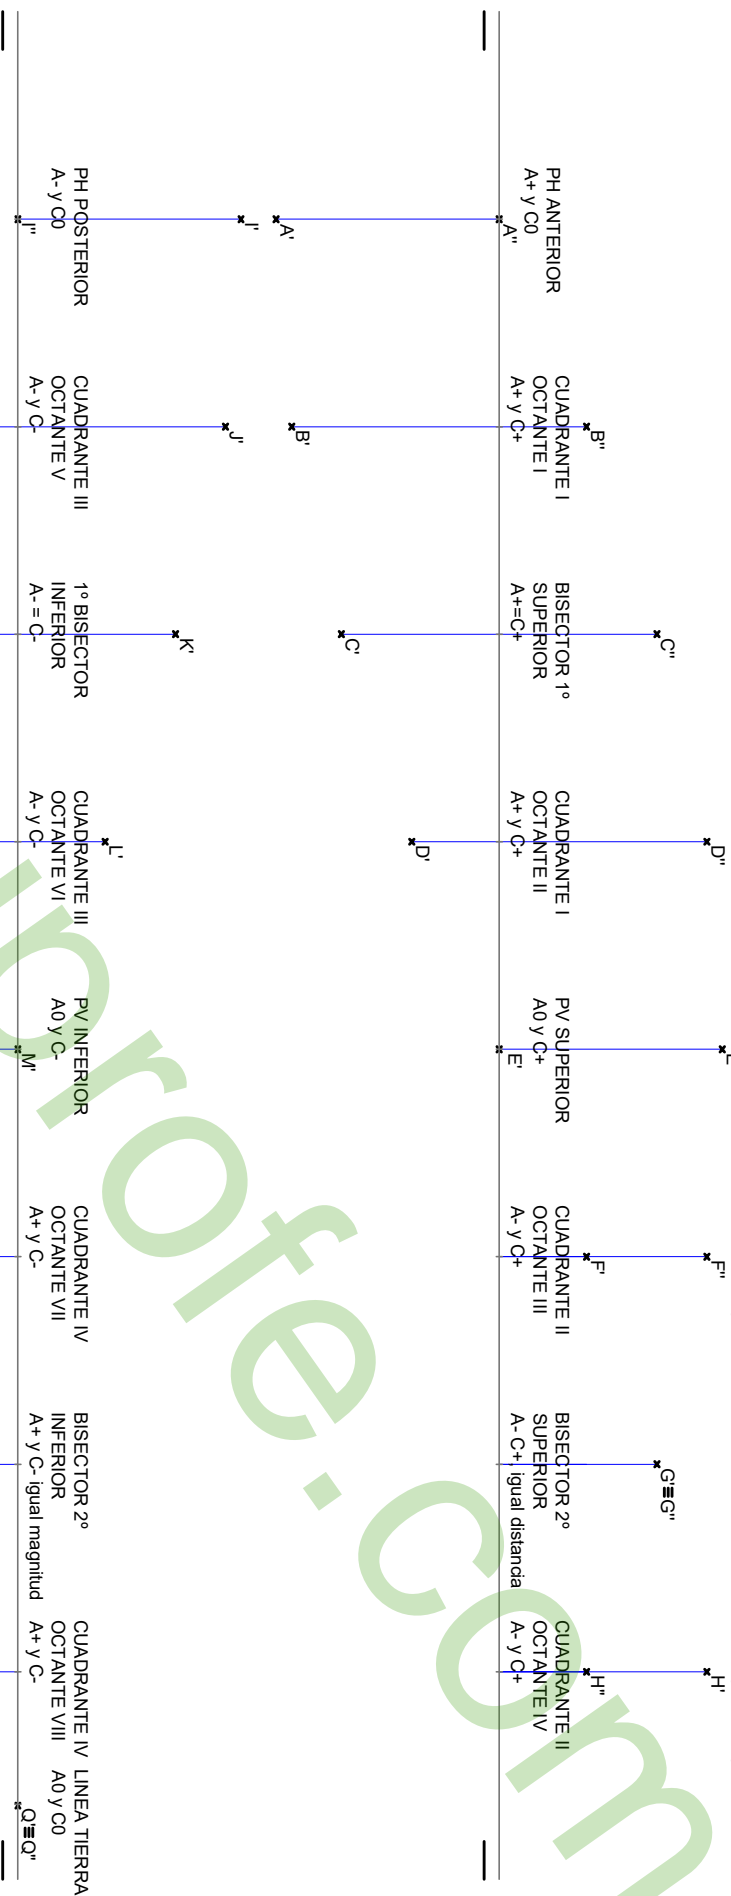 A''
PH ANTERIOR
A+ y C0
A'
B''
CUADRANTE I
OCTANTE I
A+ y C+
B'
C''
BISECTOR 1º
SUPERIOR
A+=C+
C'
D''
CUADRANTE I
OCTANTE II
A+ y C+
D'
PV SUPERIOR
A0 y C+
E'
F''
F'
CUADRANTE II
OCTANTE III
A- y C+
G'≡G''
BISECTOR 2º
SUPERIOR
A- C+, igual distancia
H'
H''
CUADRANTE II
OCTANTE IV
A- y C+
I'
PH POSTERIOR
A- y C0
I''
J'
CUADRANTE III
OCTANTE V
A- y C-
K'
1º BISECTOR
INFERIOR
A- = C-
L'
CUADRANTE III
OCTANTE VI
A- y C-
PV INFERIOR
A0 y C-
M'
CUADRANTE IV
OCTANTE VII
A+ y C-
BISECTOR 2º
INFERIOR
A+ y C- igual magnitud
CUADRANTE IV
OCTANTE VIII
A+ y C-
LINEA TIERRA
A0 y C0
Q'≡Q''
profe.com